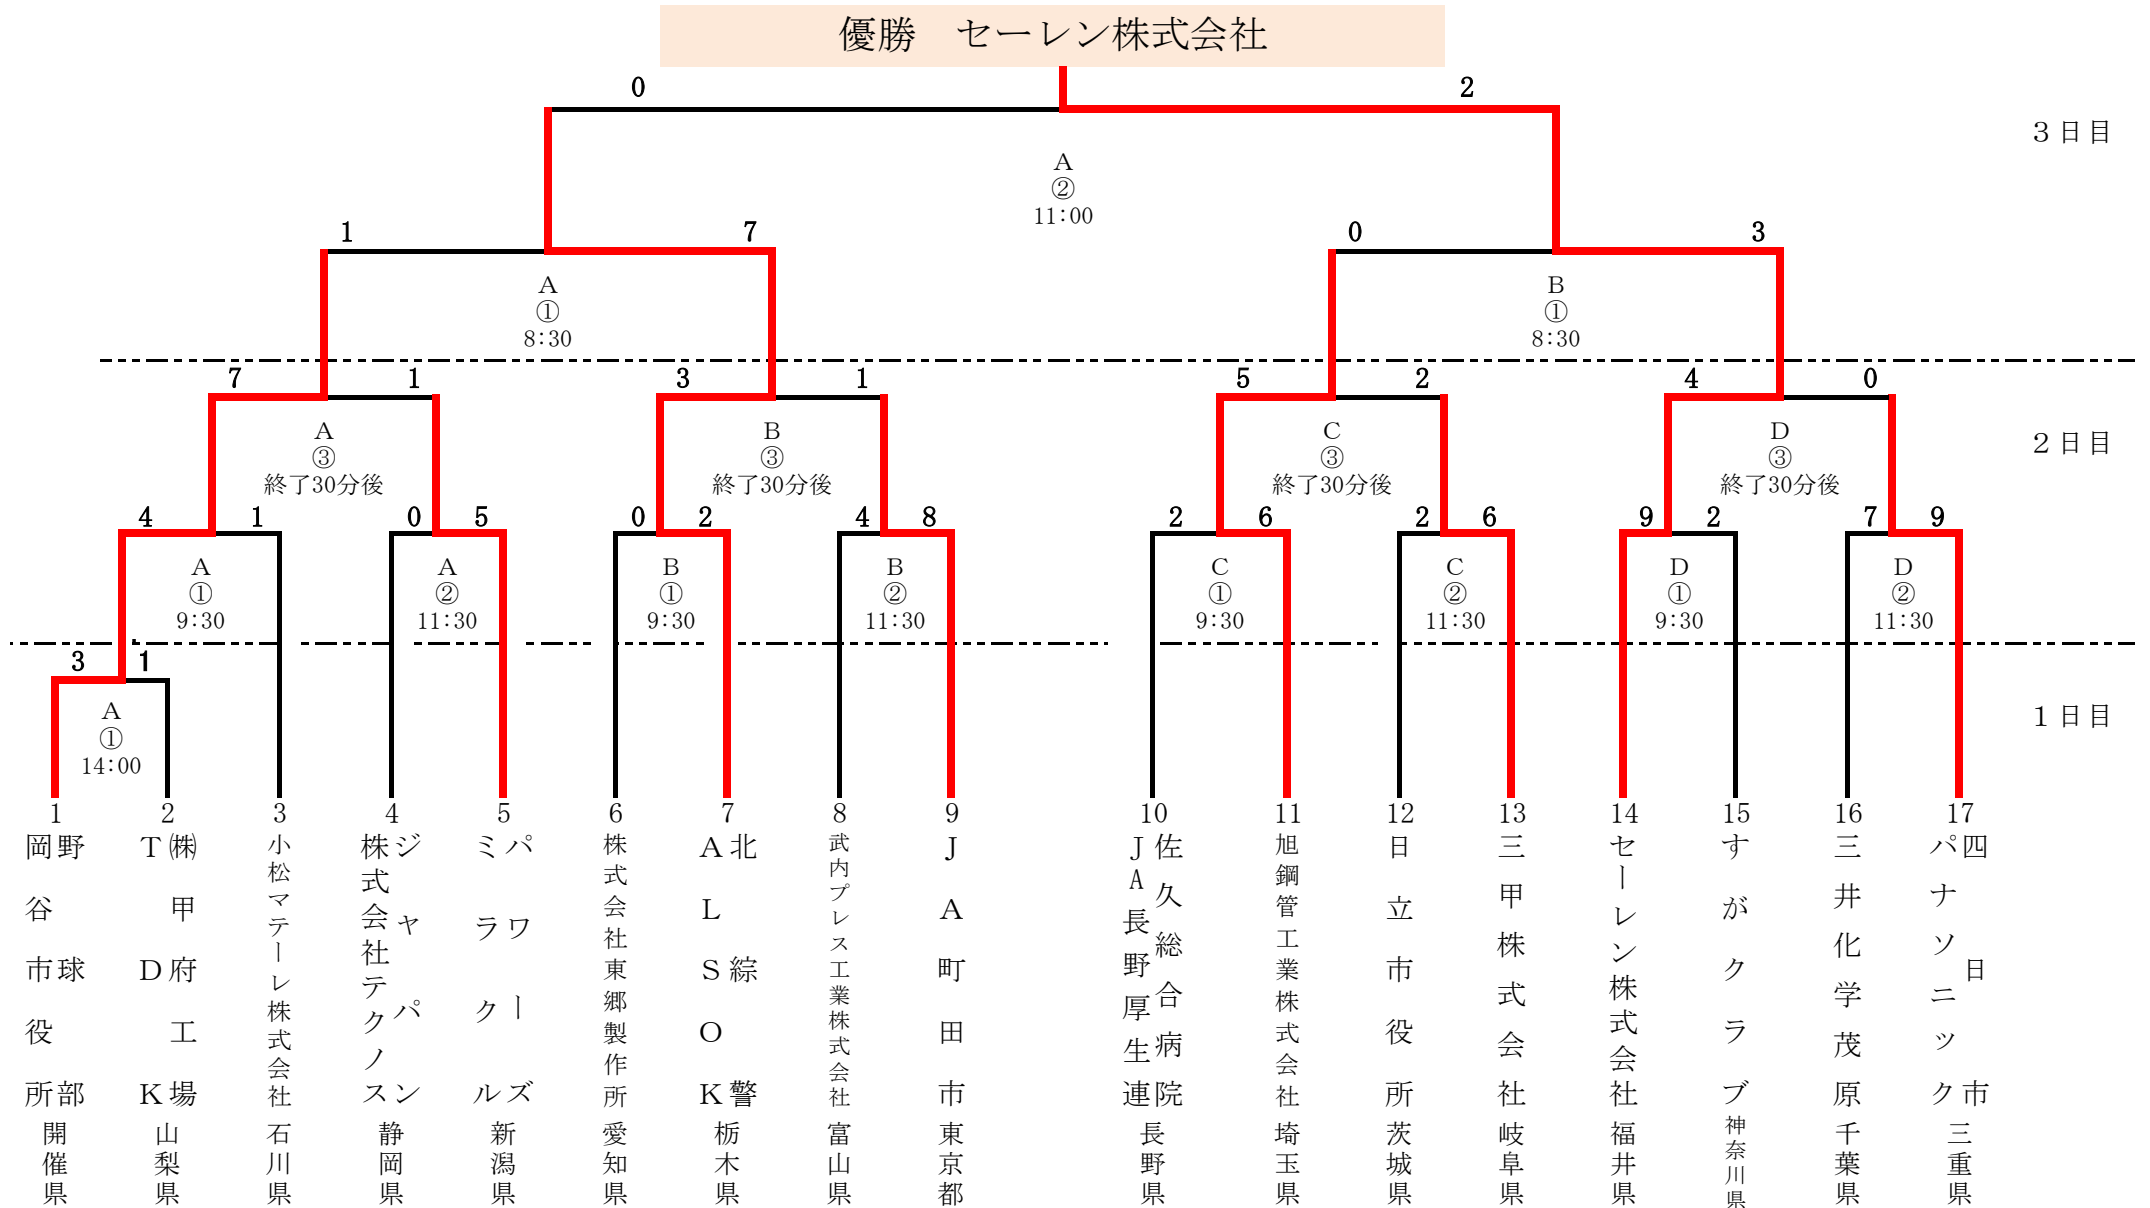 優勝　セーレン株式会社
0
2
3日目
A
②
11:00
1
7
0
3
A
①
8:30
B
①
8:30
7
1
3
1
5
2
4
0
A
③
終了30分後
B
③
終了30分後
C
③
終了30分後
D
③
終了30分後
2日目
4
1
0
5
0
2
4
8
2
6
2
6
9
2
7
9
A
①
9:30
A
②
11:30
B
①
9:30
B
②
11:30
C
①
9:30
C
②
11:30
D
①
9:30
D
②
11:30
3
1
A
①
14:00
1日目
1
岡谷市役所
野球部
開催県
2
TDK
㈱甲府工場
山梨県
3
小松マテーレ株式会社
石川県
4
株式会社テクノス
ジャパン
静岡県
5
ミラクル
パワーズ
新潟県
6
株式会社東郷製作所
愛知県
7
ALSOK
北綜警
栃木県
8
武内プレス工業株式会社
富山県
9
JA町田市
東京都
10
JA長野厚生連
佐久総合病院
長野県
11
旭鋼管工業株式会社
埼玉県
12
日立市役所
茨城県
13
三甲株式会社
岐阜県
14
セーレン株式会社
福井県
15
すがクラブ
神奈川県
16
三井化学茂原
千葉県
17
パナソニック
四日市
三重県